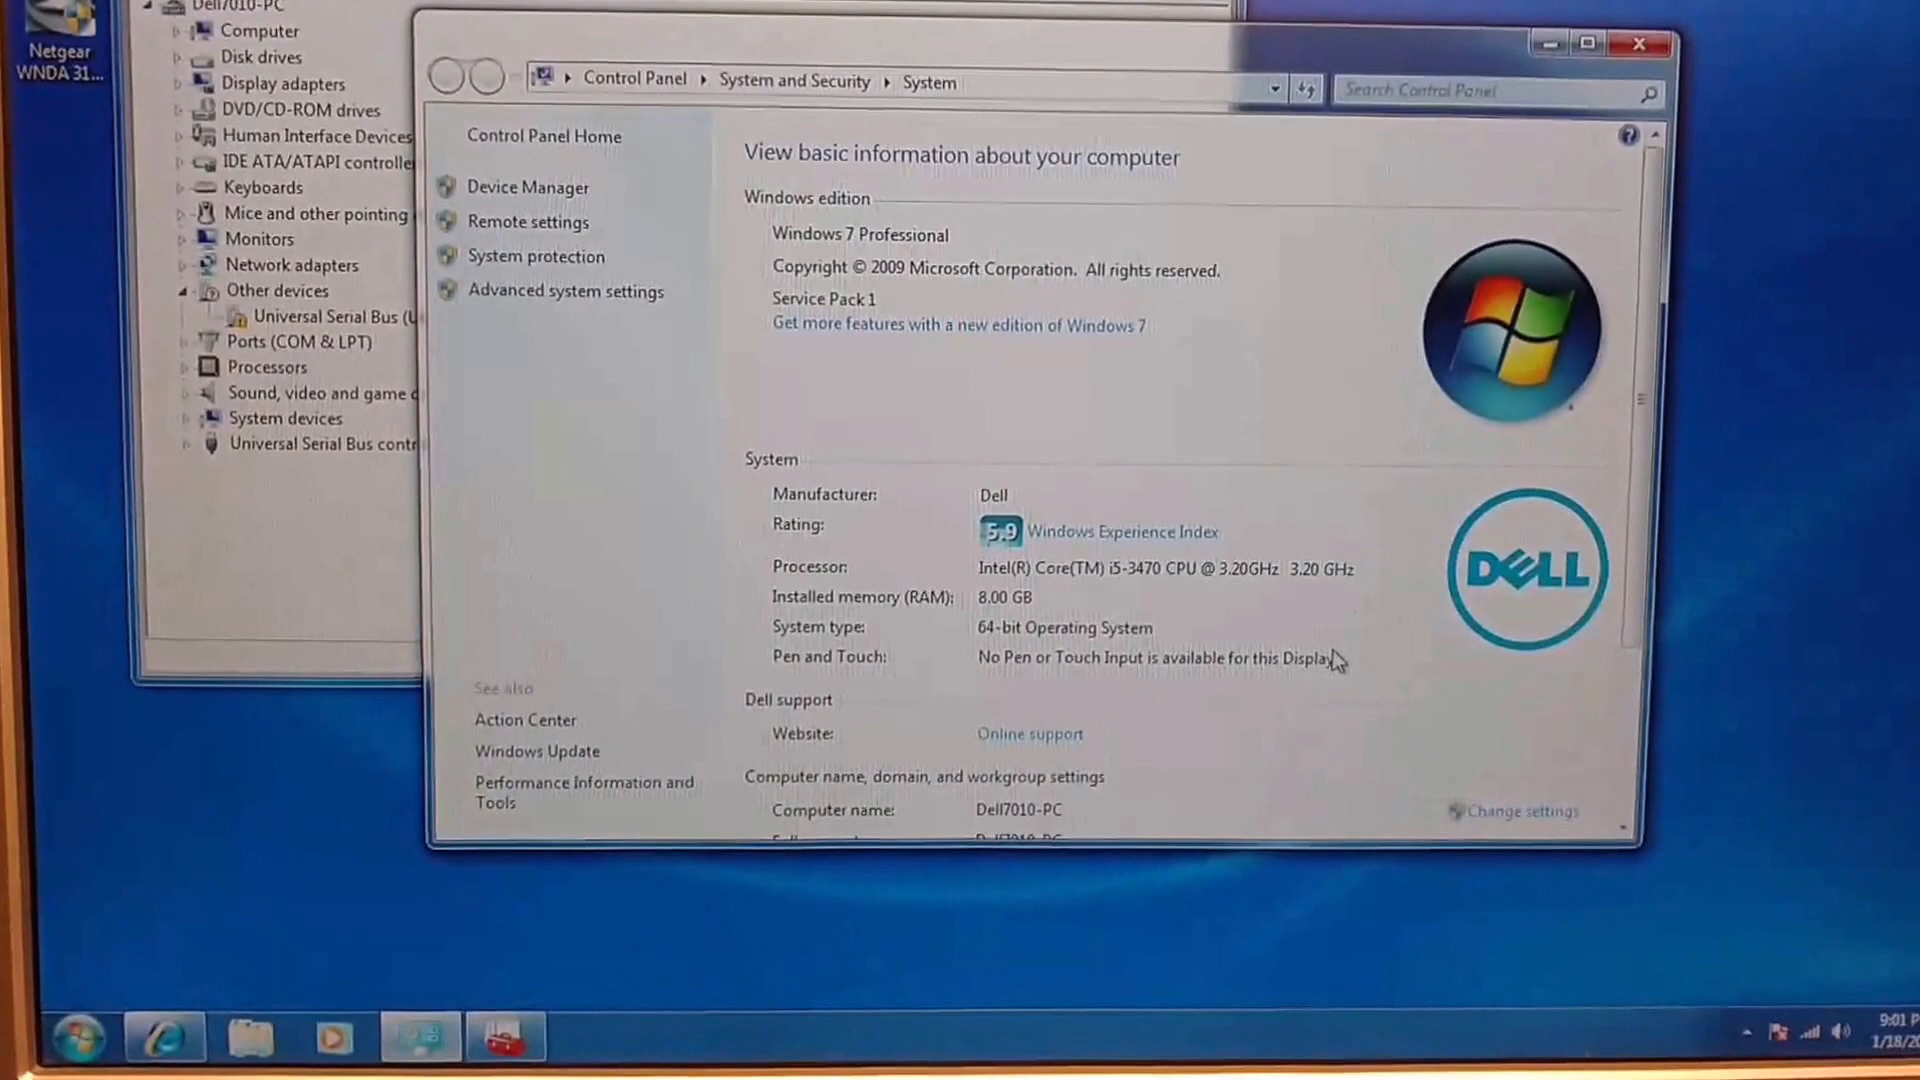 Dell7010-PC
Computer
Disk drives
Display adapters
DVD/CD-ROM drives
Human Interface Devices
IDE ATA/ATAPI controlle
Keyboards
Mice and other pointing
Monitors
Network adapters
Other devices
Universal Serial Bus (U
Ports (COM & LPT)
Processors
Sound, video and game c
System devices
Universal Serial Bus contr
Netgear
WNDA 31...
Control Panel System and Security System
Search Control Panel
Control Panel Home
Device Manager
Remote settings
System protection
Advanced system settings
See also
Action Center
Windows Update
Performance Information and
Tools
View basic information about your computer
Windows edition
Windows 7 Professional
Copyright © 2009 Microsoft Corporation. All rights reserved.
Service Pack 1
Get more features with a new edition of Windows 7
System
Manufacturer: Dell
Rating: 5.9 Windows Experience Index
Processor: Intel(R) Core(TM) i5-3470 CPU @ 3.20GHz 3.20 GHz
Installed memory (RAM): 8.00 GB
System type: 64-bit Operating System
Pen and Touch: No Pen or Touch Input is available for this Display
DELL
Dell support
Website: Online support
Computer name, domain, and workgroup settings
Computer name: Dell7010-PC
Change settings
9:01 P
1/18/20